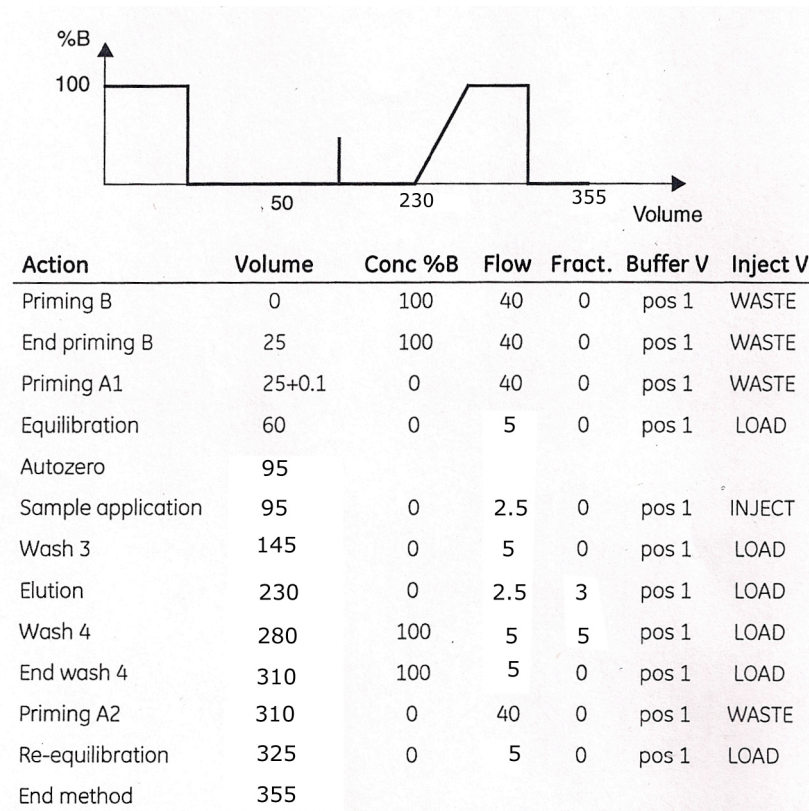 %B
100
50 230 355
Volume
Action Volume Conc %B Flow Fract. Buffer V Inject V
Priming B 0 100 40 0 pos 1 WASTE
End priming B 25 100 40 0 pos 1 WASTE
Priming A1 25+0.1 0 40 0 pos 1 WASTE
Equilibration 60 0 5 0 pos 1 LOAD
Autozero 95
Sample application 95 0 2.5 0 pos 1 INJECT
Wash 3 145 0 5 0 pos 1 LOAD
Elution 230 0 2.5 3 pos 1 LOAD
Wash 4 280 100 5 5 pos 1 LOAD
End wash 4 310 100 5 0 pos 1 LOAD
Priming A2 310 0 40 0 pos 1 WASTE
Re-equilibration 325 0 5 0 pos 1 LOAD
End method 355